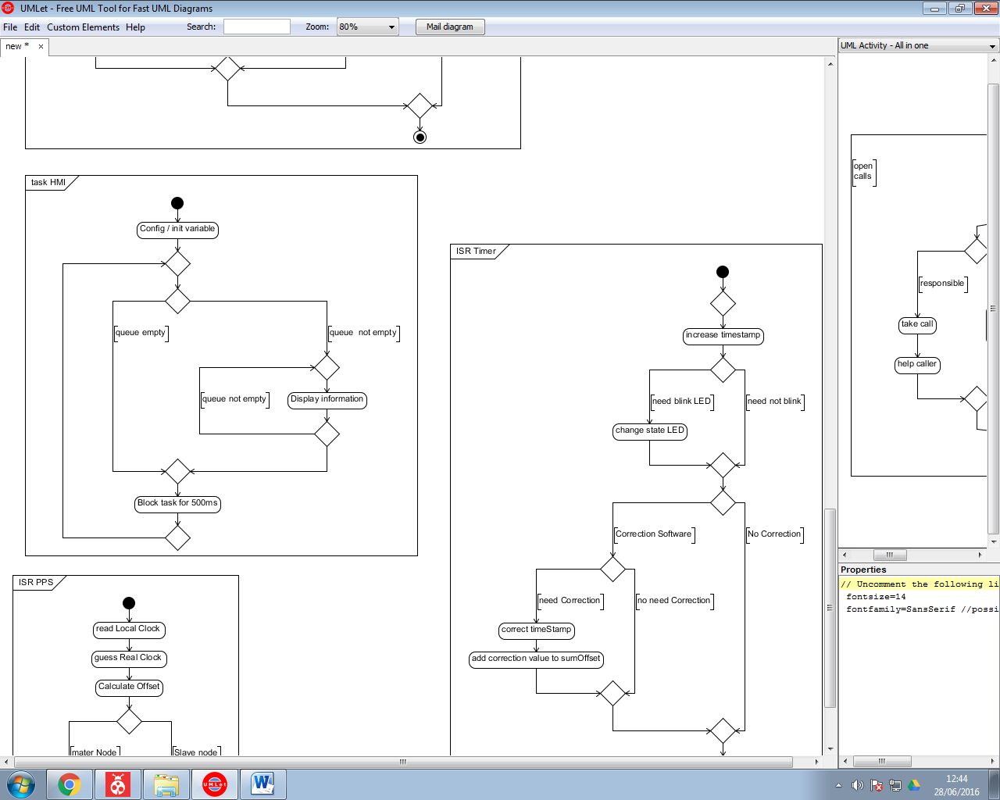 UMLet - Free UML Tool for Fast UML Diagrams
File Edit Custom Elements Help Search: Zoom: 80% Mail diagram
new *
UML Activity - All in one
task HMI
Config / init variable
[queue empty]
[queue  not empty]
[queue not empty]
Display information
Block task for 500ms
ISR PPS
read Local Clock
guess Real Clock
Calculate Offset
[mater Node]
[Slave node]
ISR Timer
increase timestamp
[need blink LED]
[need not blink]
change state LED
[Correction Software]
[No Correction]
[need Correction]
[no need Correction]
correct timeStamp
add correction value to sumOffset
[open
calls]
[responsible]
take call
help caller
Properties
// Uncomment the following li
fontsize=14
fontfamily=SansSerif //possi
UMLet
12:44
28/06/2016